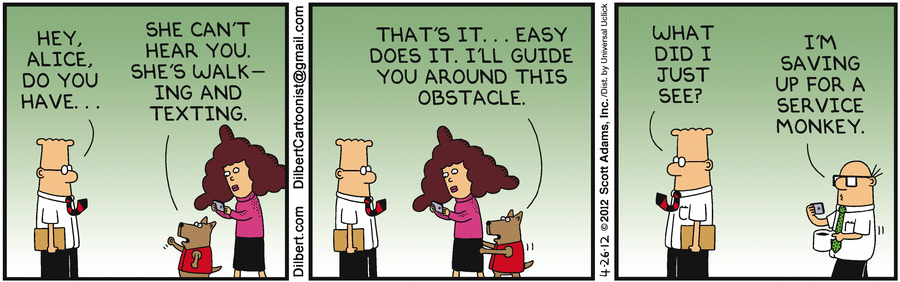 HEY,
ALICE,
DO YOU
HAVE...
SHE CAN'T
HEAR YOU.
SHE'S WALK–
ING AND
TEXTING.
Dilbert.com DilbertCartoonist@gmail.com
THAT'S IT... EASY
DOES IT. I'LL GUIDE
YOU AROUND THIS
OBSTACLE.
4-26-12 ©2012 Scott Adams, Inc./Dist. by Universal Uclick
WHAT
DID I
JUST
SEE?
I'M
SAVING
UP FOR A
SERVICE
MONKEY.